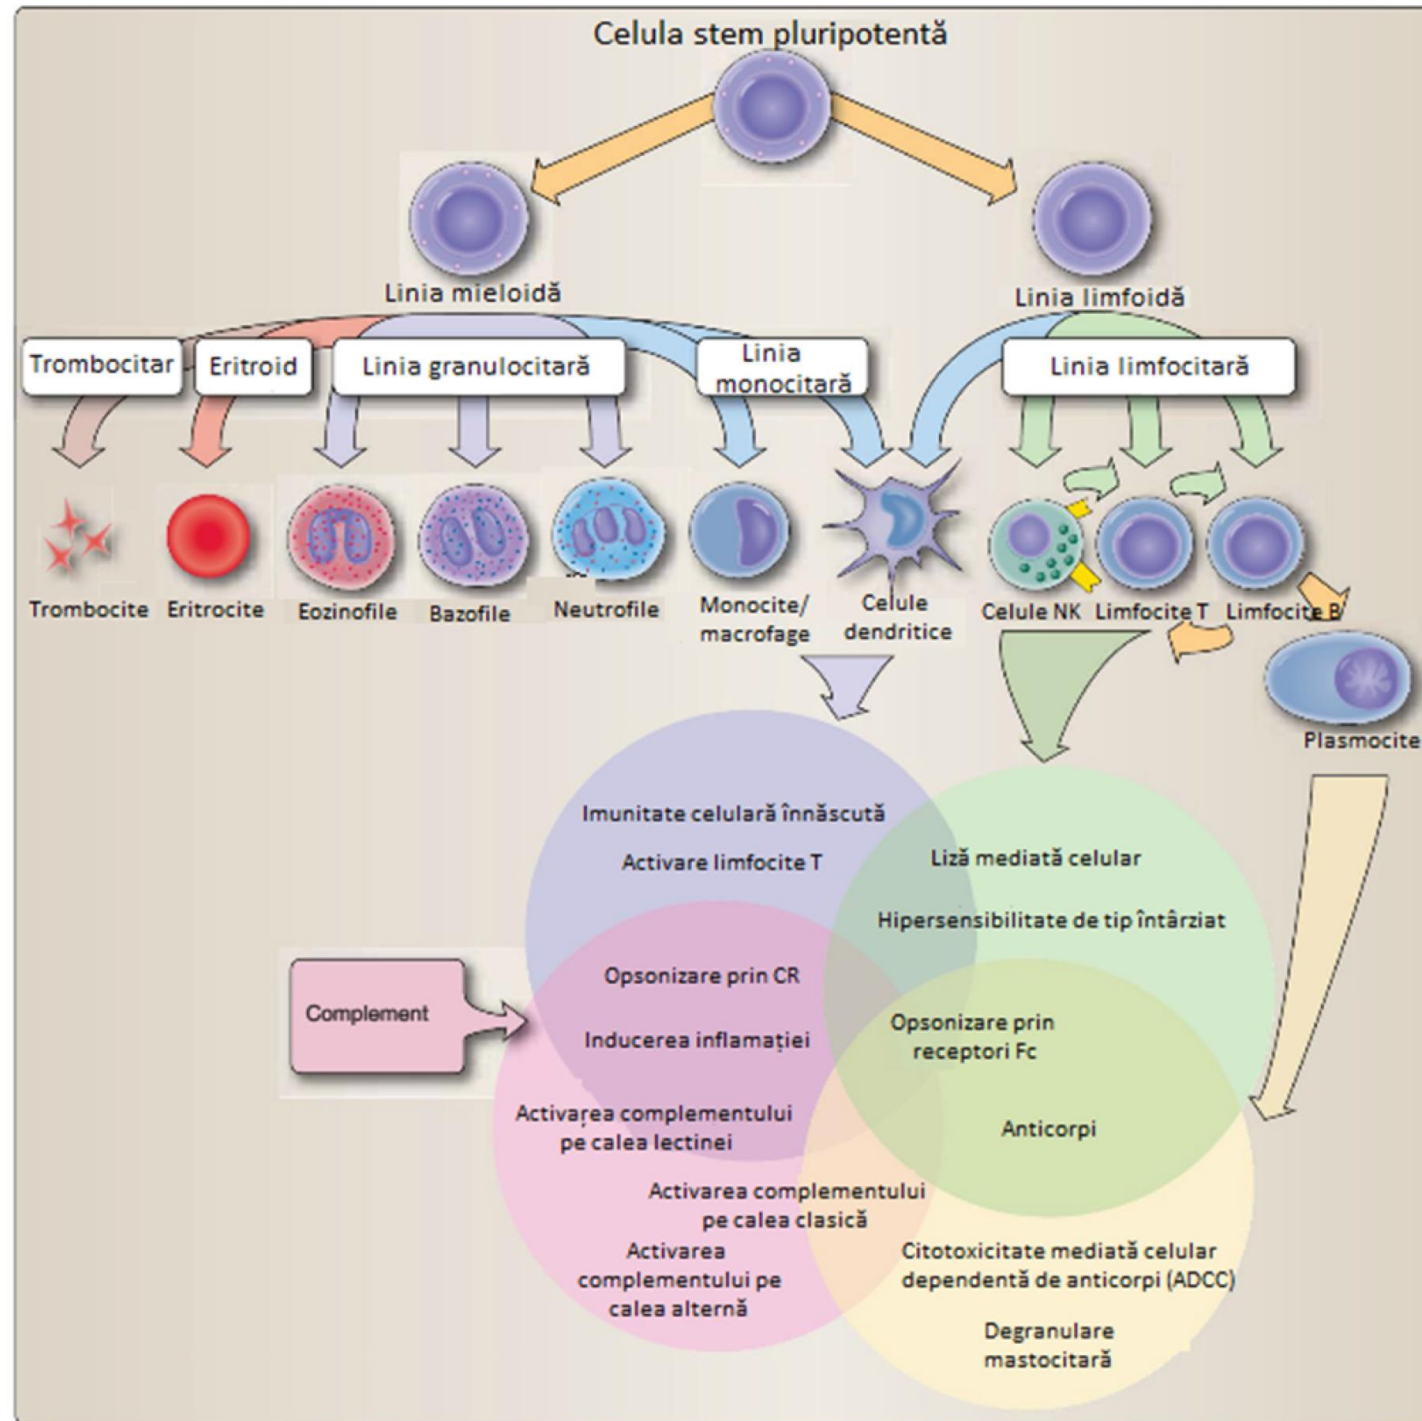 Celula stem pluripotentă
Linia mieloidă
Linia limfoidă
Trombocitar
Eritroid
Linia granulocitară
Linia
monocitară
Linia limfocitară
Trombocite
Eritrocite
Eozinofile
Bazofile
Neutrofile
Monocite/
macrofage
Celule
dendritice
Celule NK
Limfocite T
Limfocite B
Plasmocite
Imunitate celulară înnăscută
Activare limfocite T
Liză mediată celular
Hipersensibilitate de tip întârziat
Complement
Opsonizare prin CR
Inducerea inflamației
Opsonizare prin
receptori Fc
Activarea complementului
pe calea lectinei
Anticorpi
Activarea complementului
pe calea clasică
Activarea
complementului pe
calea alternă
Citotoxicitate mediată celular
dependentă de anticorpi (ADCC)
Degranulare
mastocitară